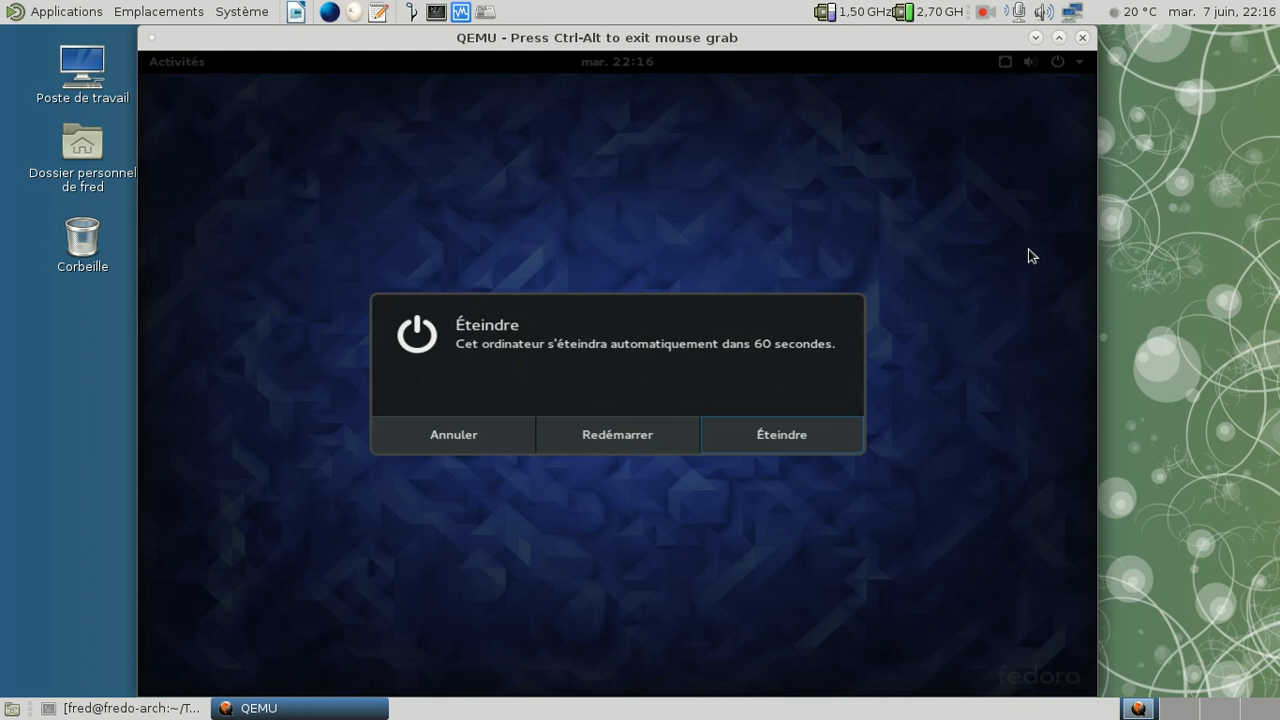 Applications Emplacements Système 1,50 GHz 2,70 GH 20 °C mar. 7 juin, 22:16
QEMU - Press Ctrl-Alt to exit mouse grab
Activités mar. 22:16
Poste de travail
Dossier personnel
de fred
Corbeille
Éteindre
Cet ordinateur s'éteindra automatiquement dans 60 secondes.
Annuler Redémarrer Éteindre
fedora
[fred@fredo-arch:~/T... QEMU